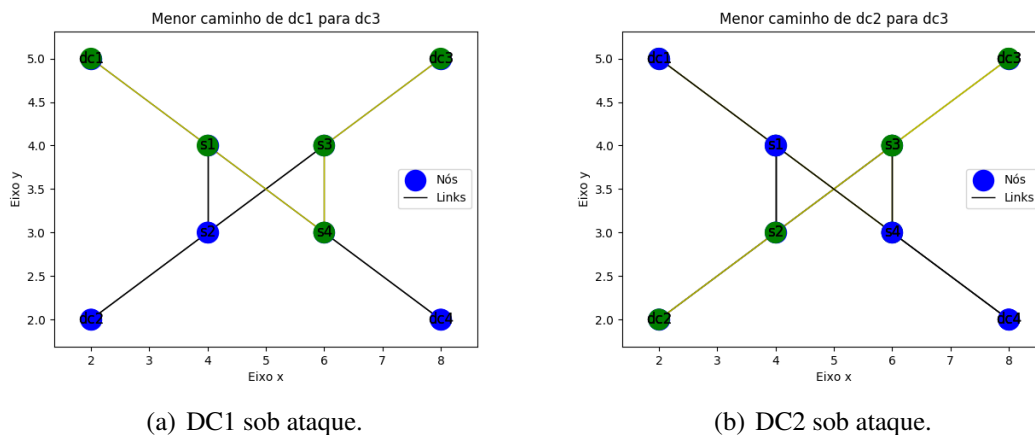 Menor caminho de dc1 para dc3
Eixo y
5.0
4.5
4.0
3.5
3.0
2.5
2.0
dc1
dc3
s1
s3
s2
s4
dc2
dc4
Nós
Links
2
3
4
5
6
7
8
Eixo x
(a) DC1 sob ataque.
Menor caminho de dc2 para dc3
Eixo y
5.0
4.5
4.0
3.5
3.0
2.5
2.0
dc1
dc3
s1
s3
s2
s4
dc2
dc4
Nós
Links
2
3
4
5
6
7
8
Eixo x
(b) DC2 sob ataque.